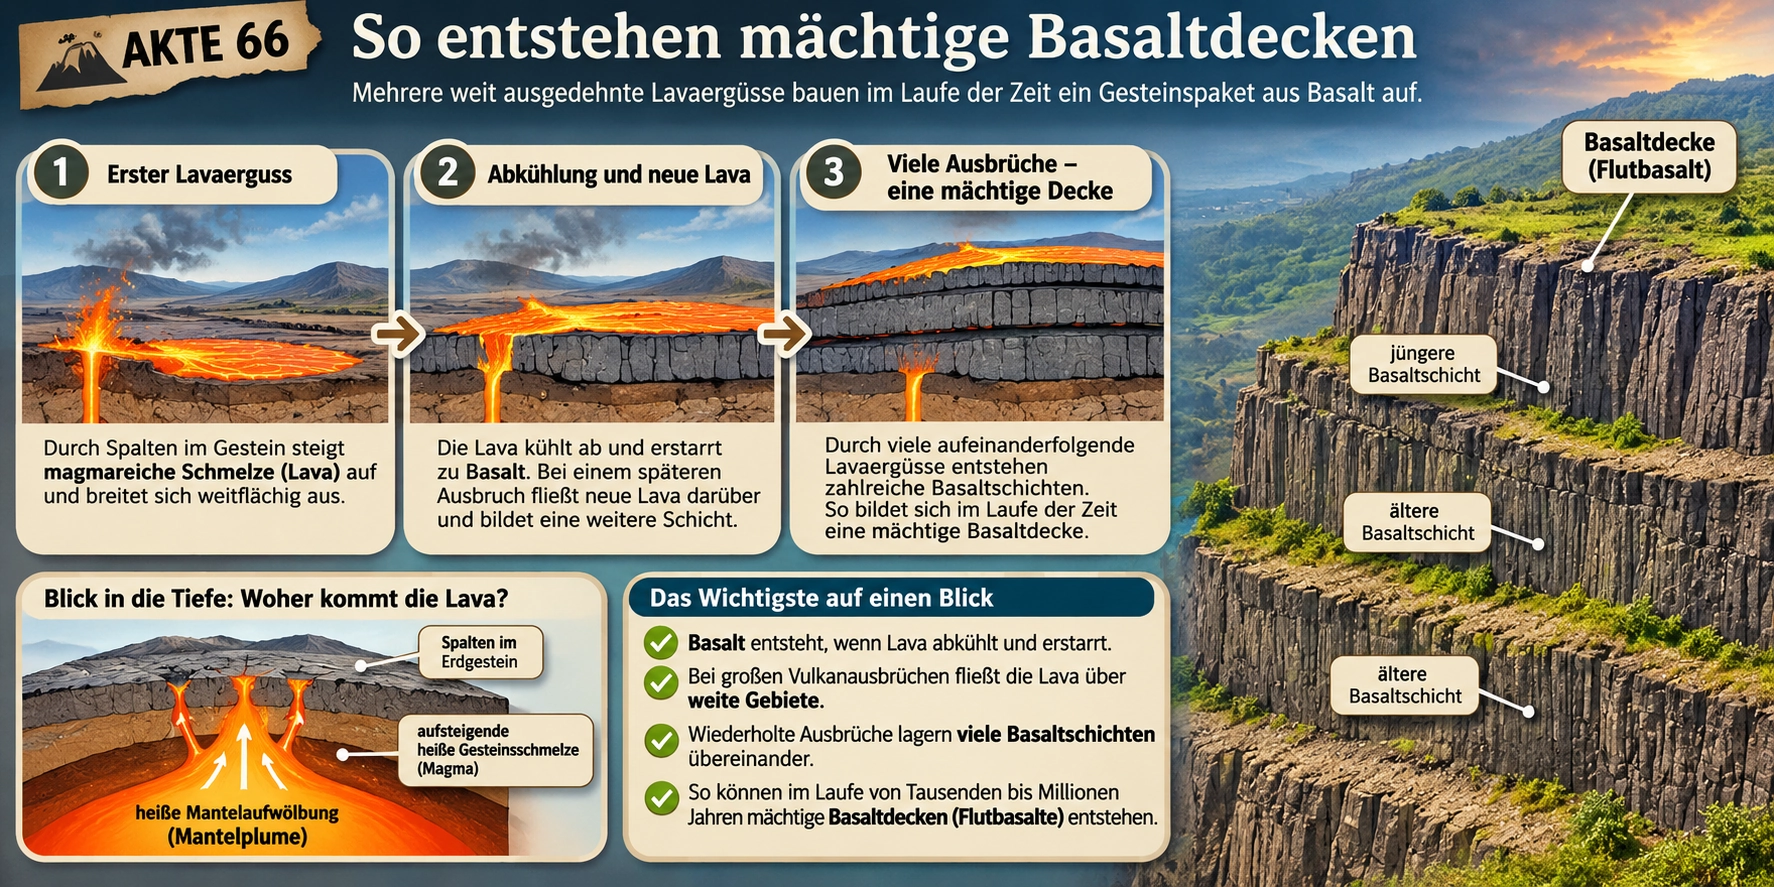 AKTE 66
So entstehen mächtige Basaltdecken
Mehrere weit ausgedehnte Lavaergüsse bauen im Laufe der Zeit ein Gesteinspaket aus Basalt auf.
1 Erster Lavaerguss
Durch Spalten im Gestein steigt
magmareiche Schmelze (Lava) auf
und breitet sich weitflächig aus.
2 Abkühlung und neue Lava
Die Lava kühlt ab und erstarrt
zu Basalt. Bei einem späteren
Ausbruch fließt neue Lava darüber
und bildet eine weitere Schicht.
3 Viele Ausbrüche –
eine mächtige Decke
Durch viele aufeinanderfolgende
Lavaergüsse entstehen
zahlreiche Basaltschichten.
So bildet sich im Laufe der Zeit
eine mächtige Basaltdecke.
Basaltdecke
(Flutbasalt)
jüngere
Basaltschicht
ältere
Basaltschicht
ältere
Basaltschicht
Blick in die Tiefe: Woher kommt die Lava?
Spalten im
Erdgestein
aufsteigende
heiße Gesteinsschmelze
(Magma)
heiße Mantelaufwölbung
(Mantelplume)
Das Wichtigste auf einen Blick
Basalt entsteht, wenn Lava abkühlt und erstarrt.
Bei großen Vulkanausbrüchen fließt die Lava über
weite Gebiete.
Wiederholte Ausbrüche lagern viele Basaltschichten
übereinander.
So können im Laufe von Tausenden bis Millionen
Jahren mächtige Basaltdecken (Flutbasalte) entstehen.